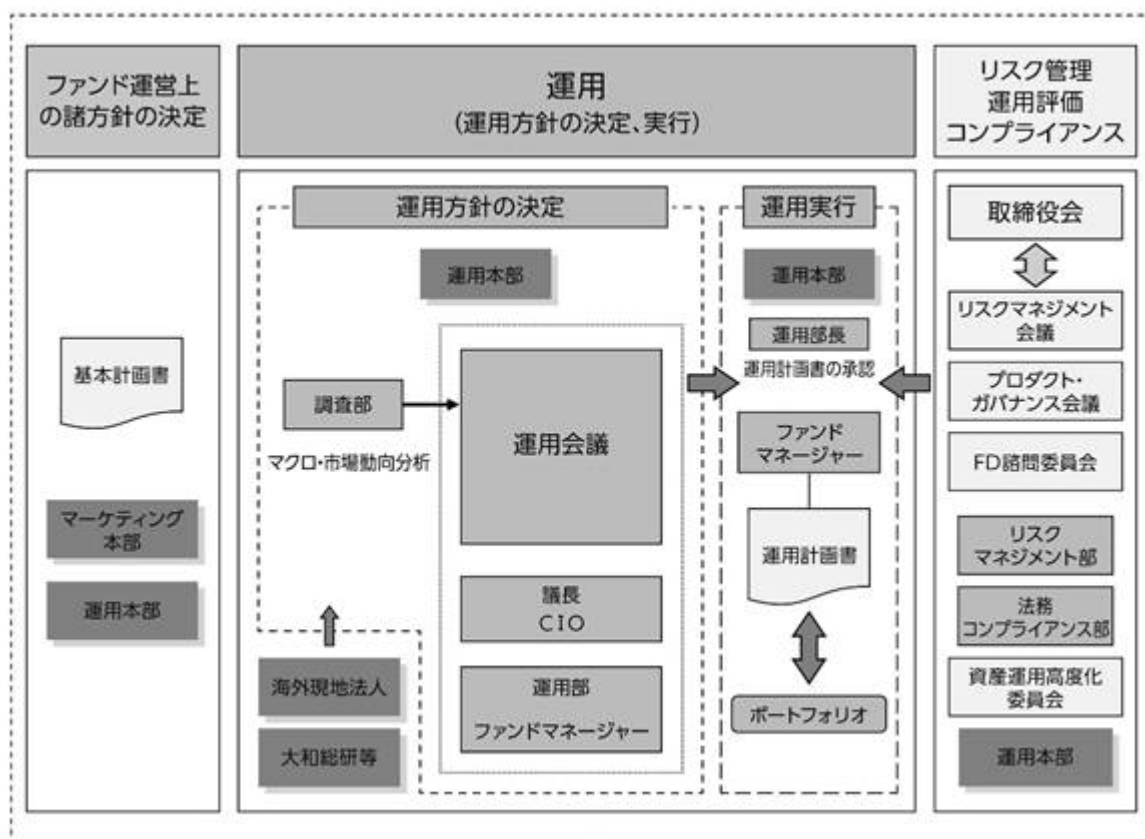 ファンド運営上
の諸方針の決定
運用
(運用方針の決定、実行)
リスク管理
運用評価
コンプライアンス
基本計画書
マーケティング
本部
運用本部
運用方針の決定
運用本部
調査部
マクロ・市場動向分析
運用会議
議長
CIO
運用部
ファンドマネージャー
海外現地法人
大和総研等
運用実行
運用本部
運用部長
運用計画書の承認
ファンド
マネージャー
運用計画書
ポートフォリオ
取締役会
リスクマネジメント
会議
プロダクト・
ガバナンス会議
FD諮問委員会
リスク
マネジメント部
法務
コンプライアンス部
資産運用高度化
委員会
運用本部